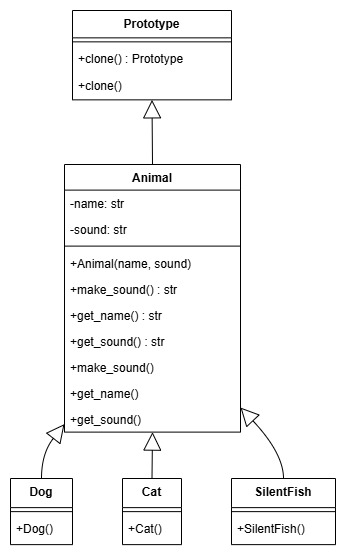 Prototype
+clone() : Prototype
+clone()
Animal
-name: str
-sound: str
+Animal(name, sound)
+make_sound() : str
+get_name() : str
+get_sound() : str
+make_sound()
+get_name()
+get_sound()
Dog
+Dog()
Cat
+Cat()
SilentFish
+SilentFish()